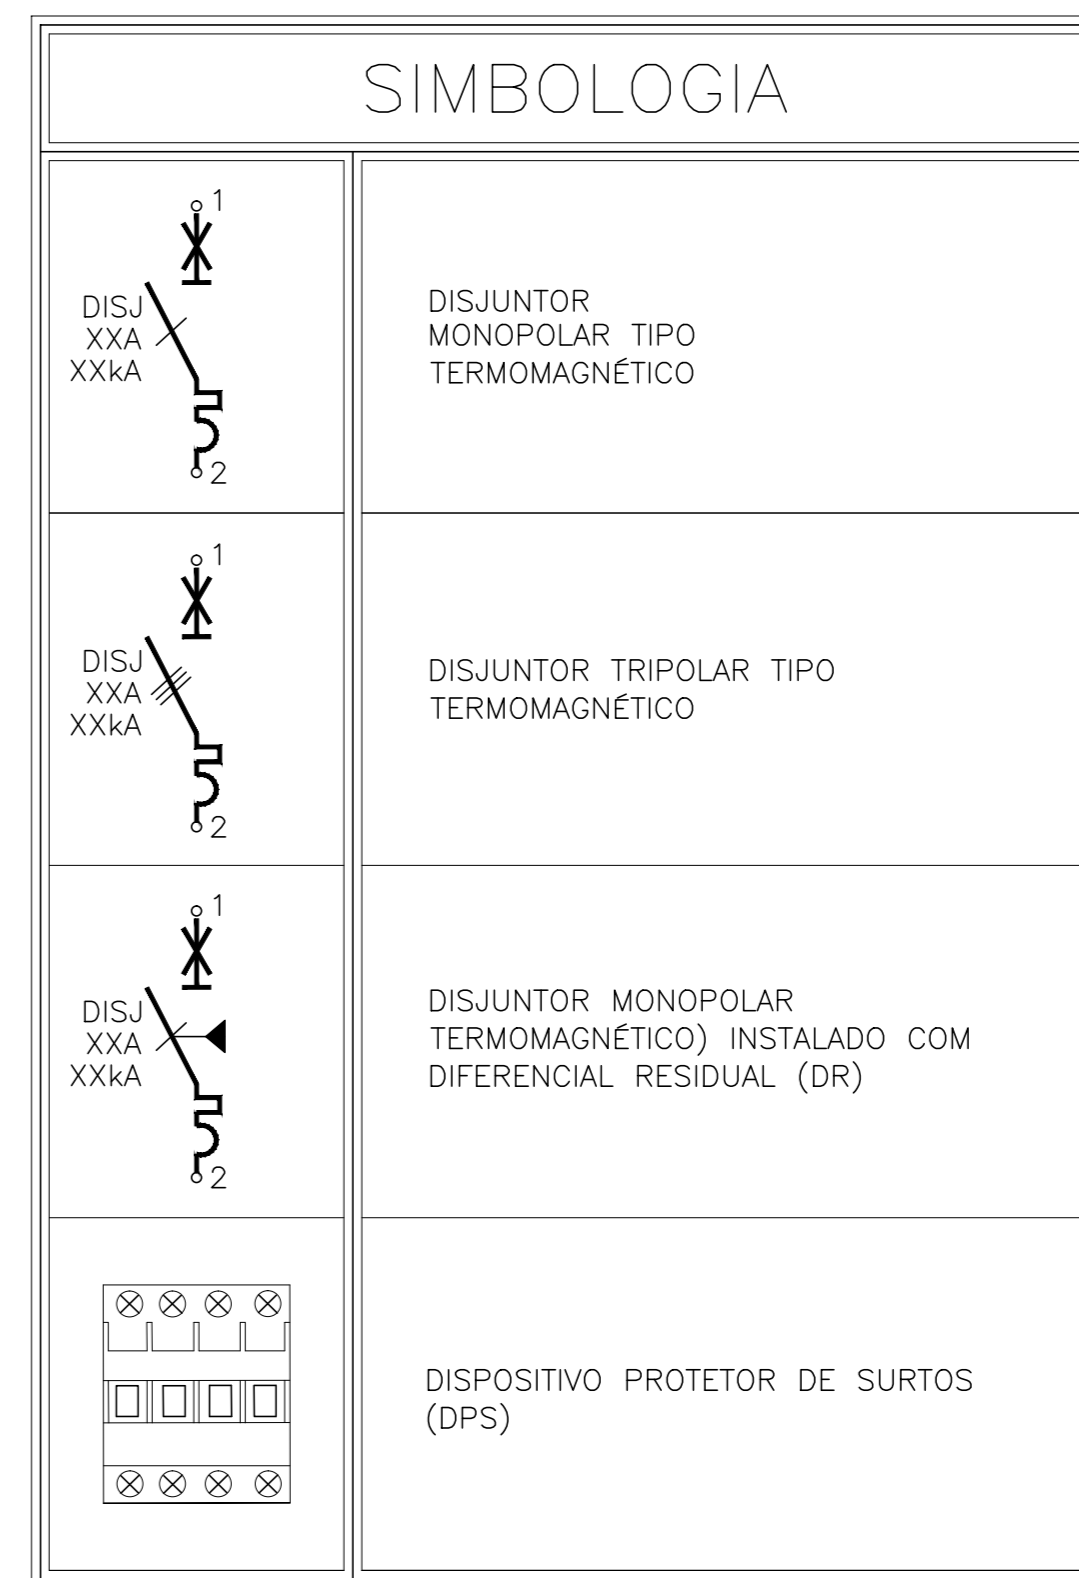 SIMBOLOGIA
1
DISJ
XXA
XXkA
2
DISJUNTOR
MONOPOLAR TIPO
TERMOMAGNÉTICO
1
DISJ
XXA
XXkA
2
DISJUNTOR TRIPOLAR TIPO
TERMOMAGNÉTICO
1
DISJ
XXA
XXkA
2
DISJUNTOR MONOPOLAR
TERMOMAGNÉTICO) INSTALADO COM
DIFERENCIAL RESIDUAL (DR)
DISPOSITIVO PROTETOR DE SURTOS
(DPS)